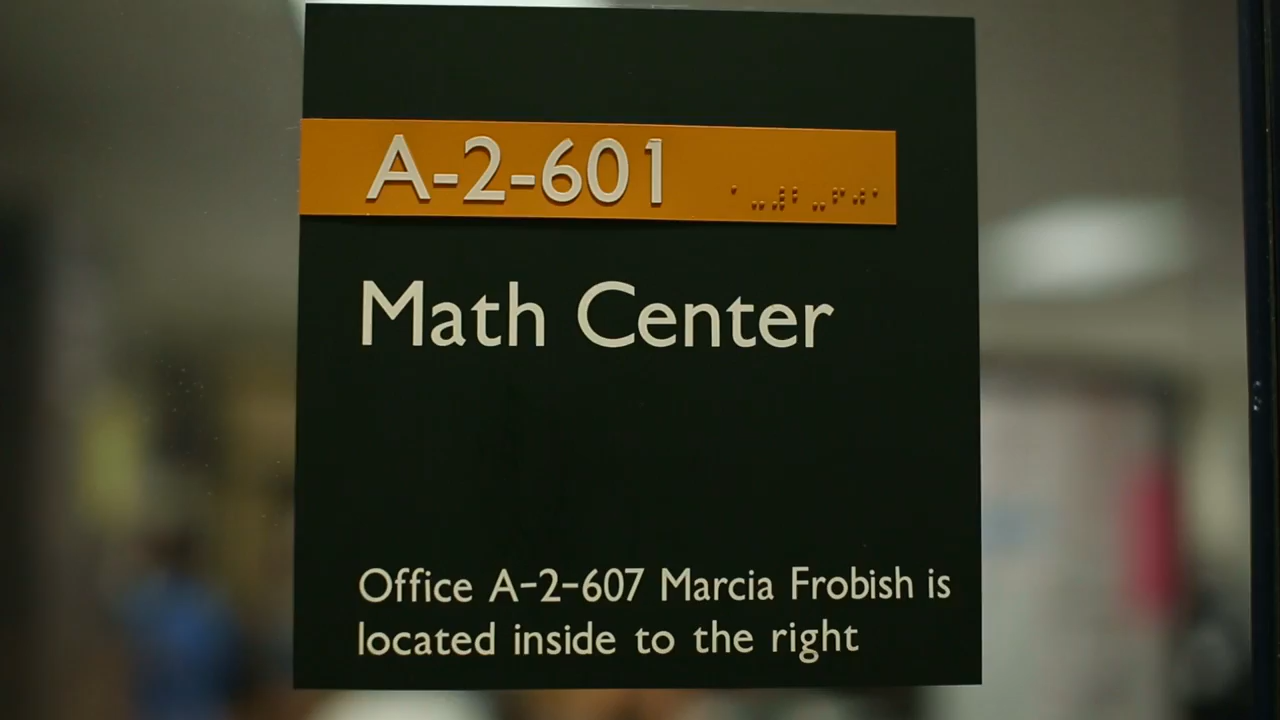 A-2-601
Math Center
Office A-2-607 Marcia Frobish is
located inside to the right